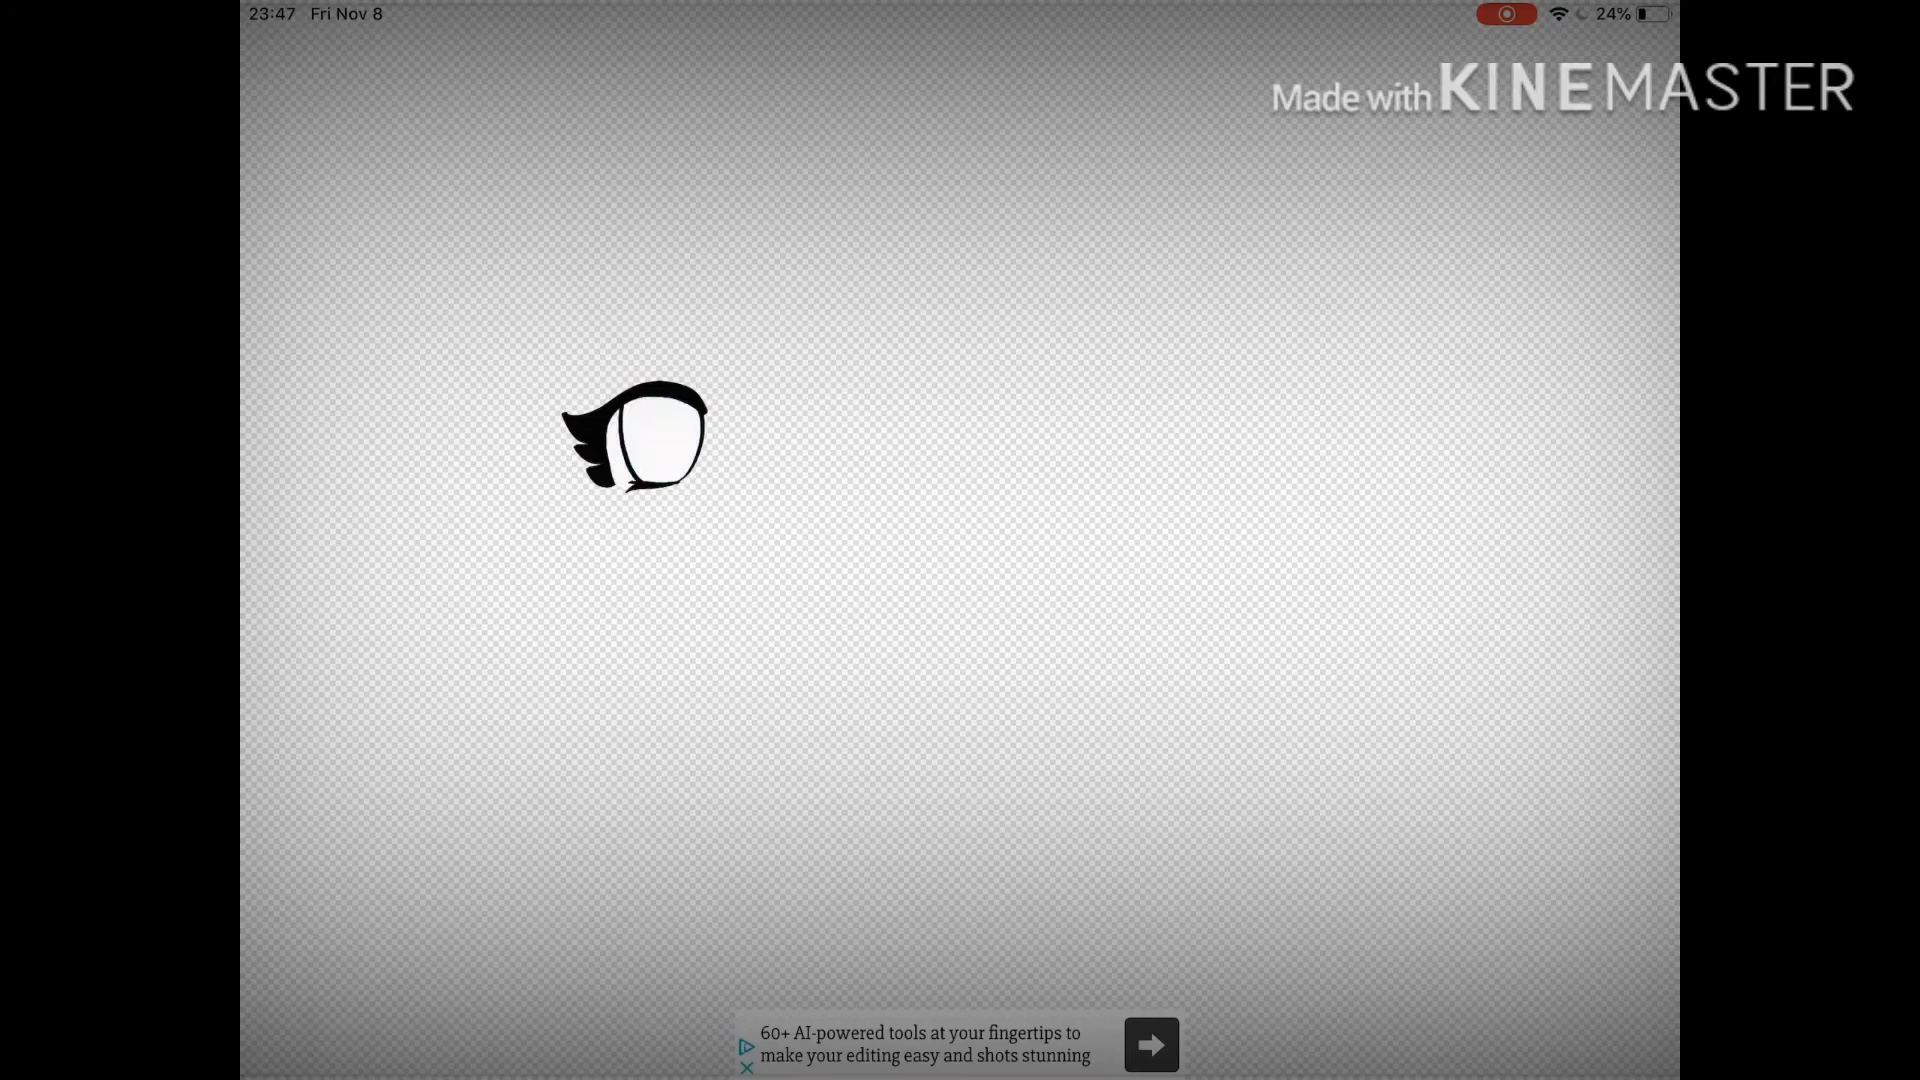 23:47 Fri Nov 8
24%
Made with KINEMASTER
60+ AI-powered tools at your fingertips to
make your editing easy and shots stunning